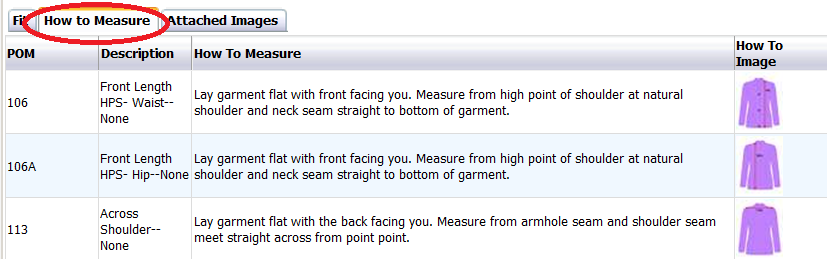 Fit How to Measure Attached Images
POM Description How To Measure How To
Image
106
Front Length
HPS- Waist--
None
Lay garment flat with front facing you. Measure from high point of shoulder at natural
shoulder and neck seam straight to bottom of garment.
106A
Front Length
HPS- Hip--None
Lay garment flat with front facing you. Measure from high point of shoulder at natural
shoulder and neck seam straight to bottom of garment.
113
Across
Shoulder--
None
Lay garment flat with the back facing you. Measure from armhole seam and shoulder seam
meet straight across from point point.